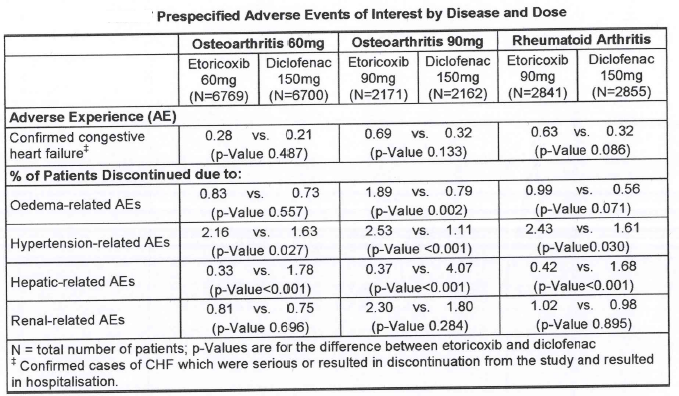 Prespecified Adverse Events of Interest by Disease and Dose
Osteoarthritis 60mg Osteoarthritis 90mg Rheumatoid Arthritis
Etoricoxib Diclofenac Etoricoxib Diclofenac Etoricoxib Diclofenac
60mg 150mg 90mg 150mg 90mg 150mg
(N=6769) (N=6700) (N=2171) (N=2162) (N=2841) (N=2855)
Adverse Experience (AE)
Confirmed congestive 0.28 vs. 0.21 0.69 vs. 0.32 0.63 vs. 0.32
heart failure‡ (p-Value 0.487) (p-Value 0.133) (p-Value 0.086)
% of Patients Discontinued due to:
Oedema-related AEs 0.83 vs. 0.73 1.89 vs. 0.79 0.99 vs. 0.56
(p-Value 0.557) (p-Value 0.002) (p-Value 0.071)
Hypertension-related AEs 2.16 vs. 1.63 2.53 vs. 1.11 2.43 vs. 1.61
(p-Value 0.027) (p-Value <0.001) (p-Value0.030)
Hepatic-related AEs 0.33 vs. 1.78 0.37 vs. 4.07 0.42 vs. 1.68
(p-Value<0.001) (p-Value<0.001) (p-Value<0.001)
Renal-related AEs 0.81 vs. 0.75 2.30 vs. 1.80 1.02 vs. 0.98
(p-Value 0.696) (p-Value 0.284) (p-Value 0.895)
N = total number of patients; p-Values are for the difference between etoricoxib and diclofenac
‡ Confirmed cases of CHF which were serious or resulted in discontinuation from the study and resulted
in hospitalisation.